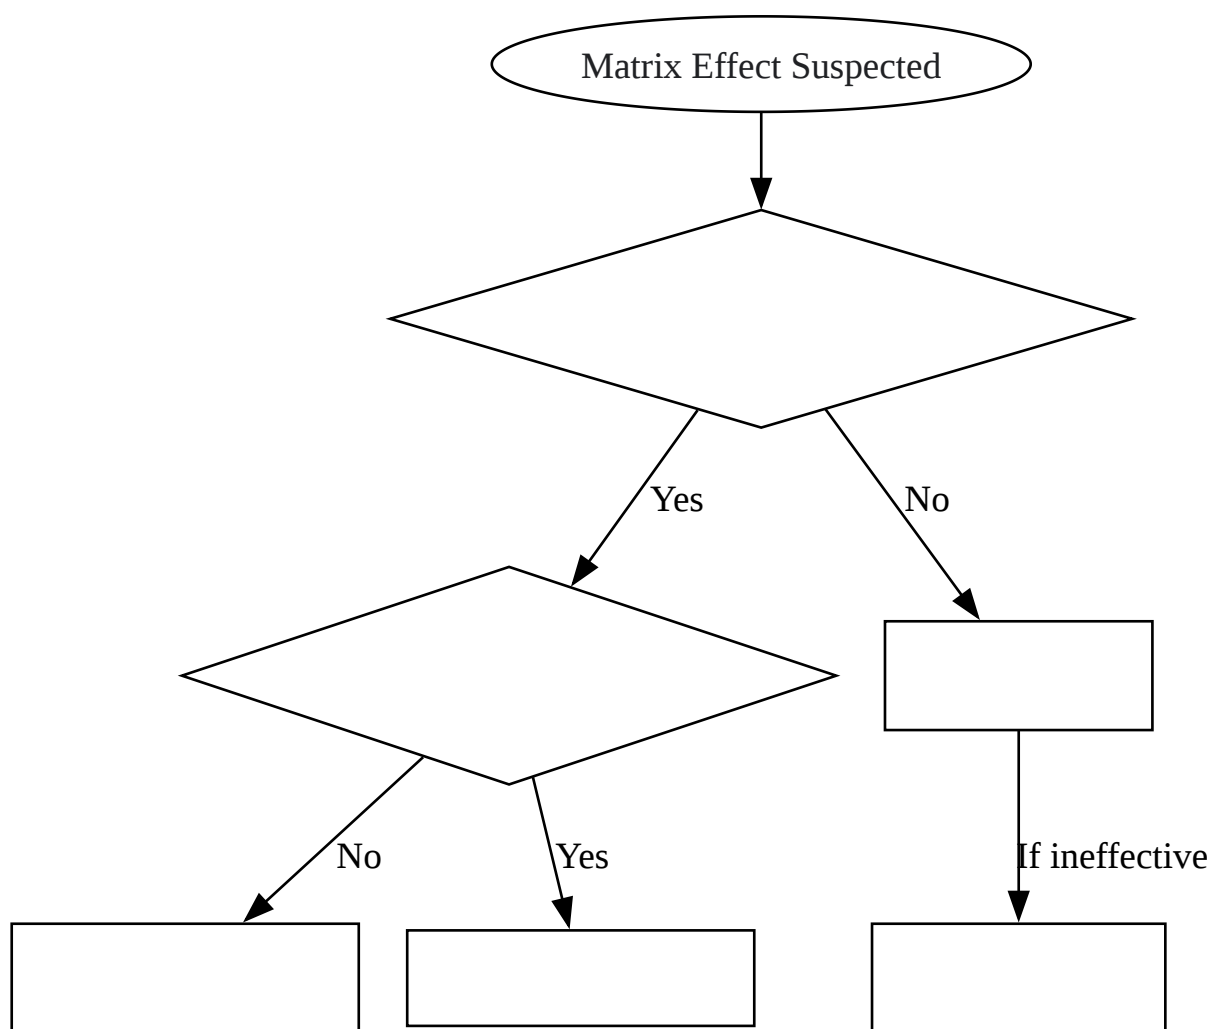 Matrix Effect Suspected
Yes
No
No
Yes
If ineffective